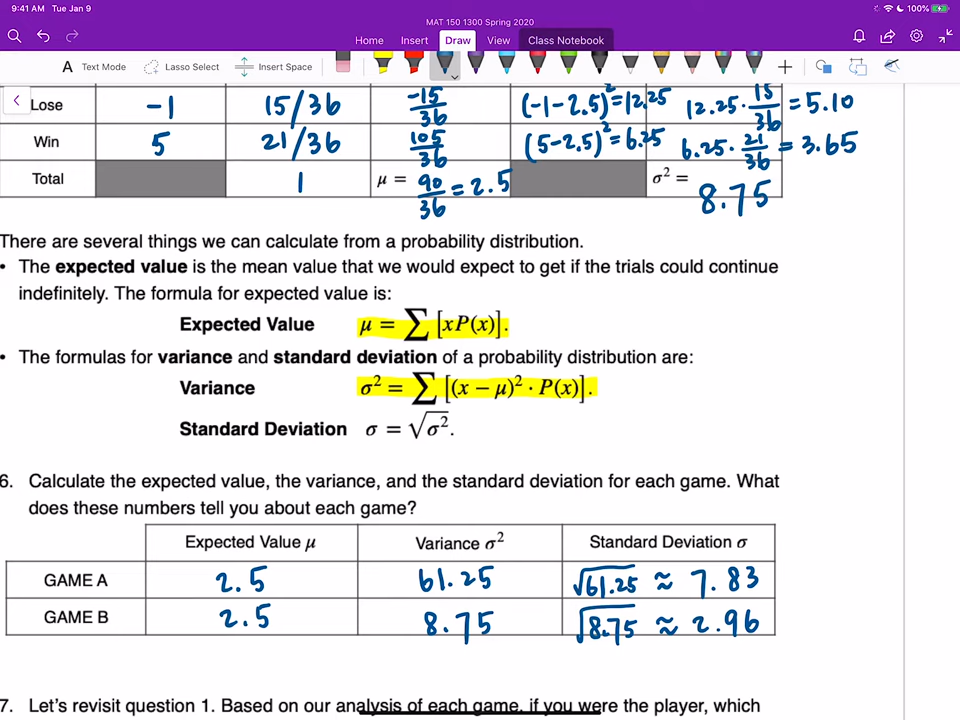 9:41 AM Tue Jan 9 100%
MAT 150 1300 Spring 2020
Home Insert Draw View Class Notebook
A Text Mode Lasso Select Insert Space
Lose -1 15/36 -15/36 (-1-2.5)²=12.25 12.25·15/36=5.10
Win 5 21/36 105/36 (5-2.5)²=6.25 6.25·21/36=3.65
Total 1 μ = 90/36=2.5 σ² = 8.75
There are several things we can calculate from a probability distribution.
• The expected value is the mean value that we would expect to get if the trials could continue
indefinitely. The formula for expected value is:
Expected Value μ = ∑ [xP(x)].
• The formulas for variance and standard deviation of a probability distribution are:
Variance σ² = ∑ [(x − μ)² · P(x)].
Standard Deviation σ = √σ².
6. Calculate the expected value, the variance, and the standard deviation for each game. What
does these numbers tell you about each game?
Expected Value μ Variance σ² Standard Deviation σ
GAME A 2.5 61.25 √61.25 ≈ 7.83
GAME B 2.5 8.75 √8.75 ≈ 2.96
7. Let's revisit question 1. Based on our analysis of each game, if you were the player, which